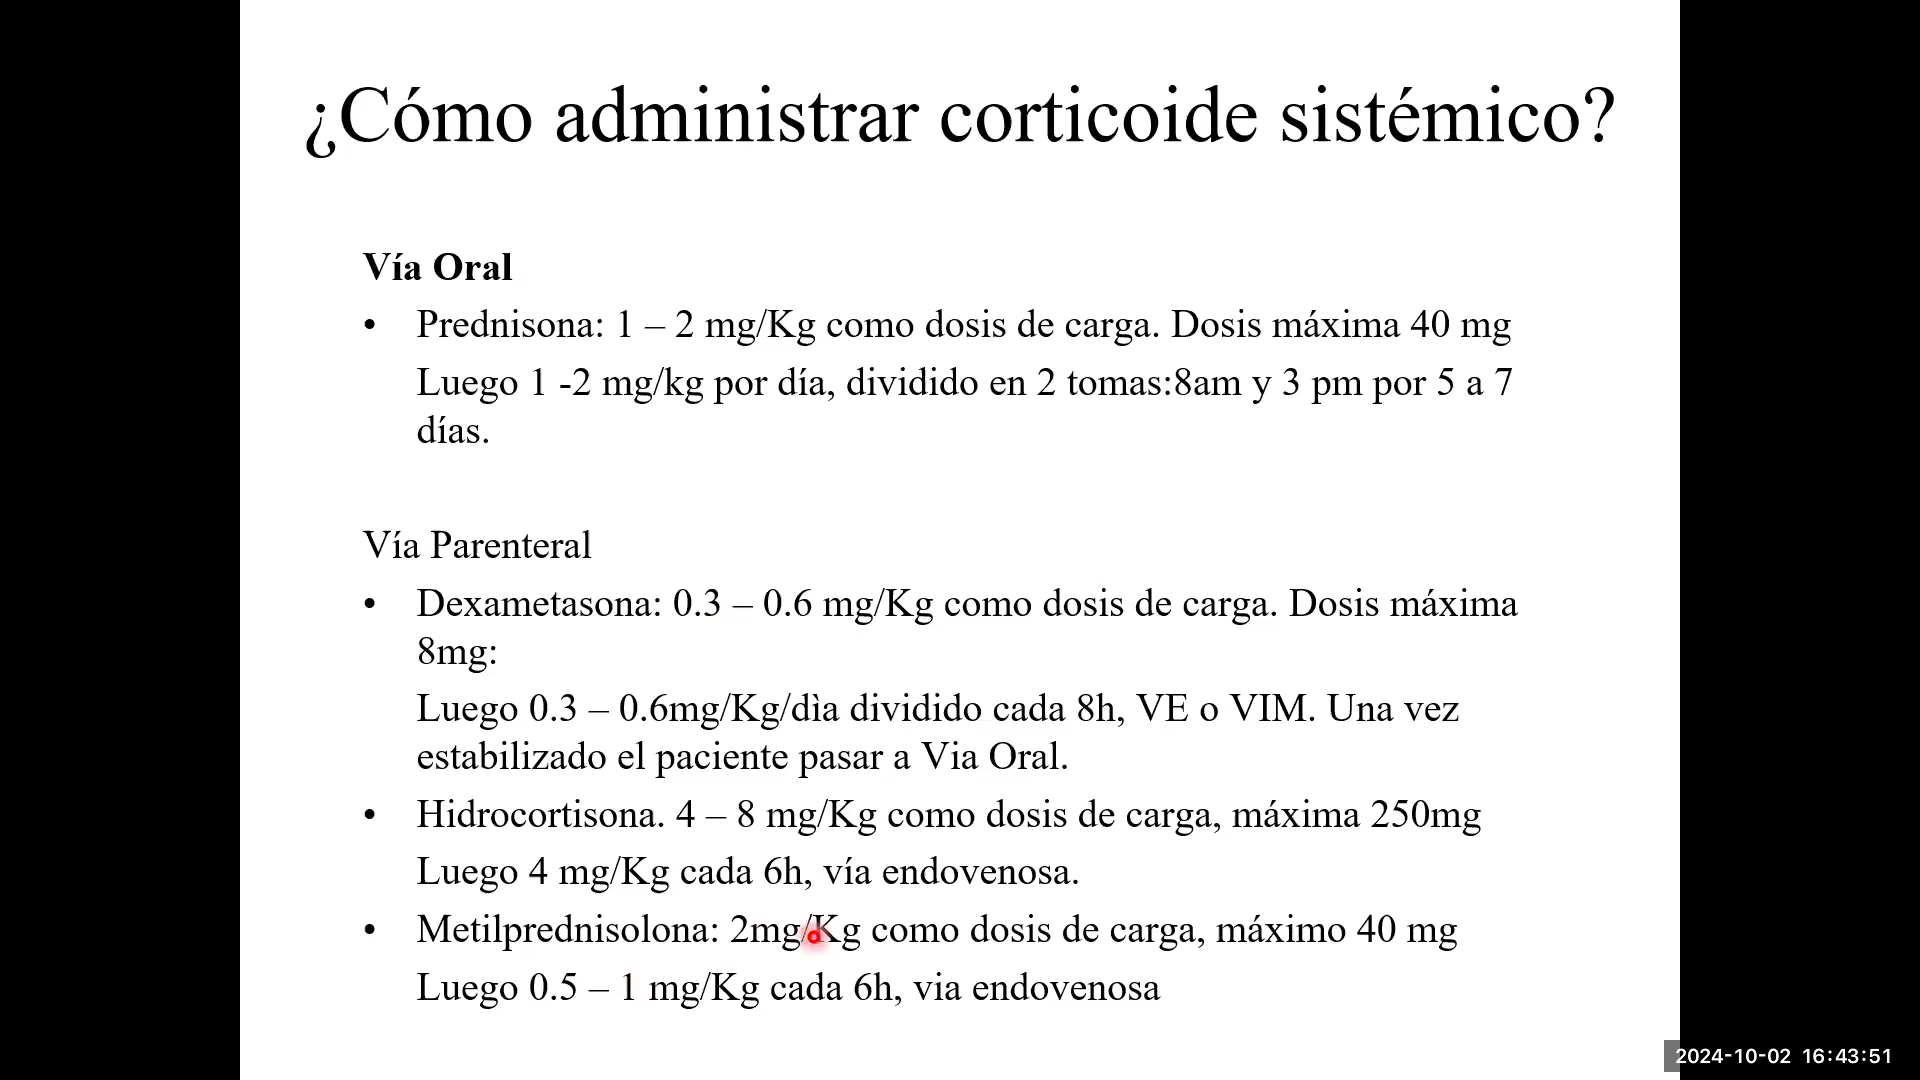 ¿Cómo administrar corticoide sistémico?
Vía Oral
• Prednisona: 1 – 2 mg/Kg como dosis de carga. Dosis máxima 40 mg
Luego 1 -2 mg/kg por día, dividido en 2 tomas:8am y 3 pm por 5 a 7
días.
Vía Parenteral
• Dexametasona: 0.3 – 0.6 mg/Kg como dosis de carga. Dosis máxima
8mg:
Luego 0.3 – 0.6mg/Kg/dìa dividido cada 8h, VE o VIM. Una vez
estabilizado el paciente pasar a Via Oral.
• Hidrocortisona. 4 – 8 mg/Kg como dosis de carga, máxima 250mg
Luego 4 mg/Kg cada 6h, vía endovenosa.
• Metilprednisolona: 2mg/Kg como dosis de carga, máximo 40 mg
Luego 0.5 – 1 mg/Kg cada 6h, via endovenosa
2024-10-02 16:43:51